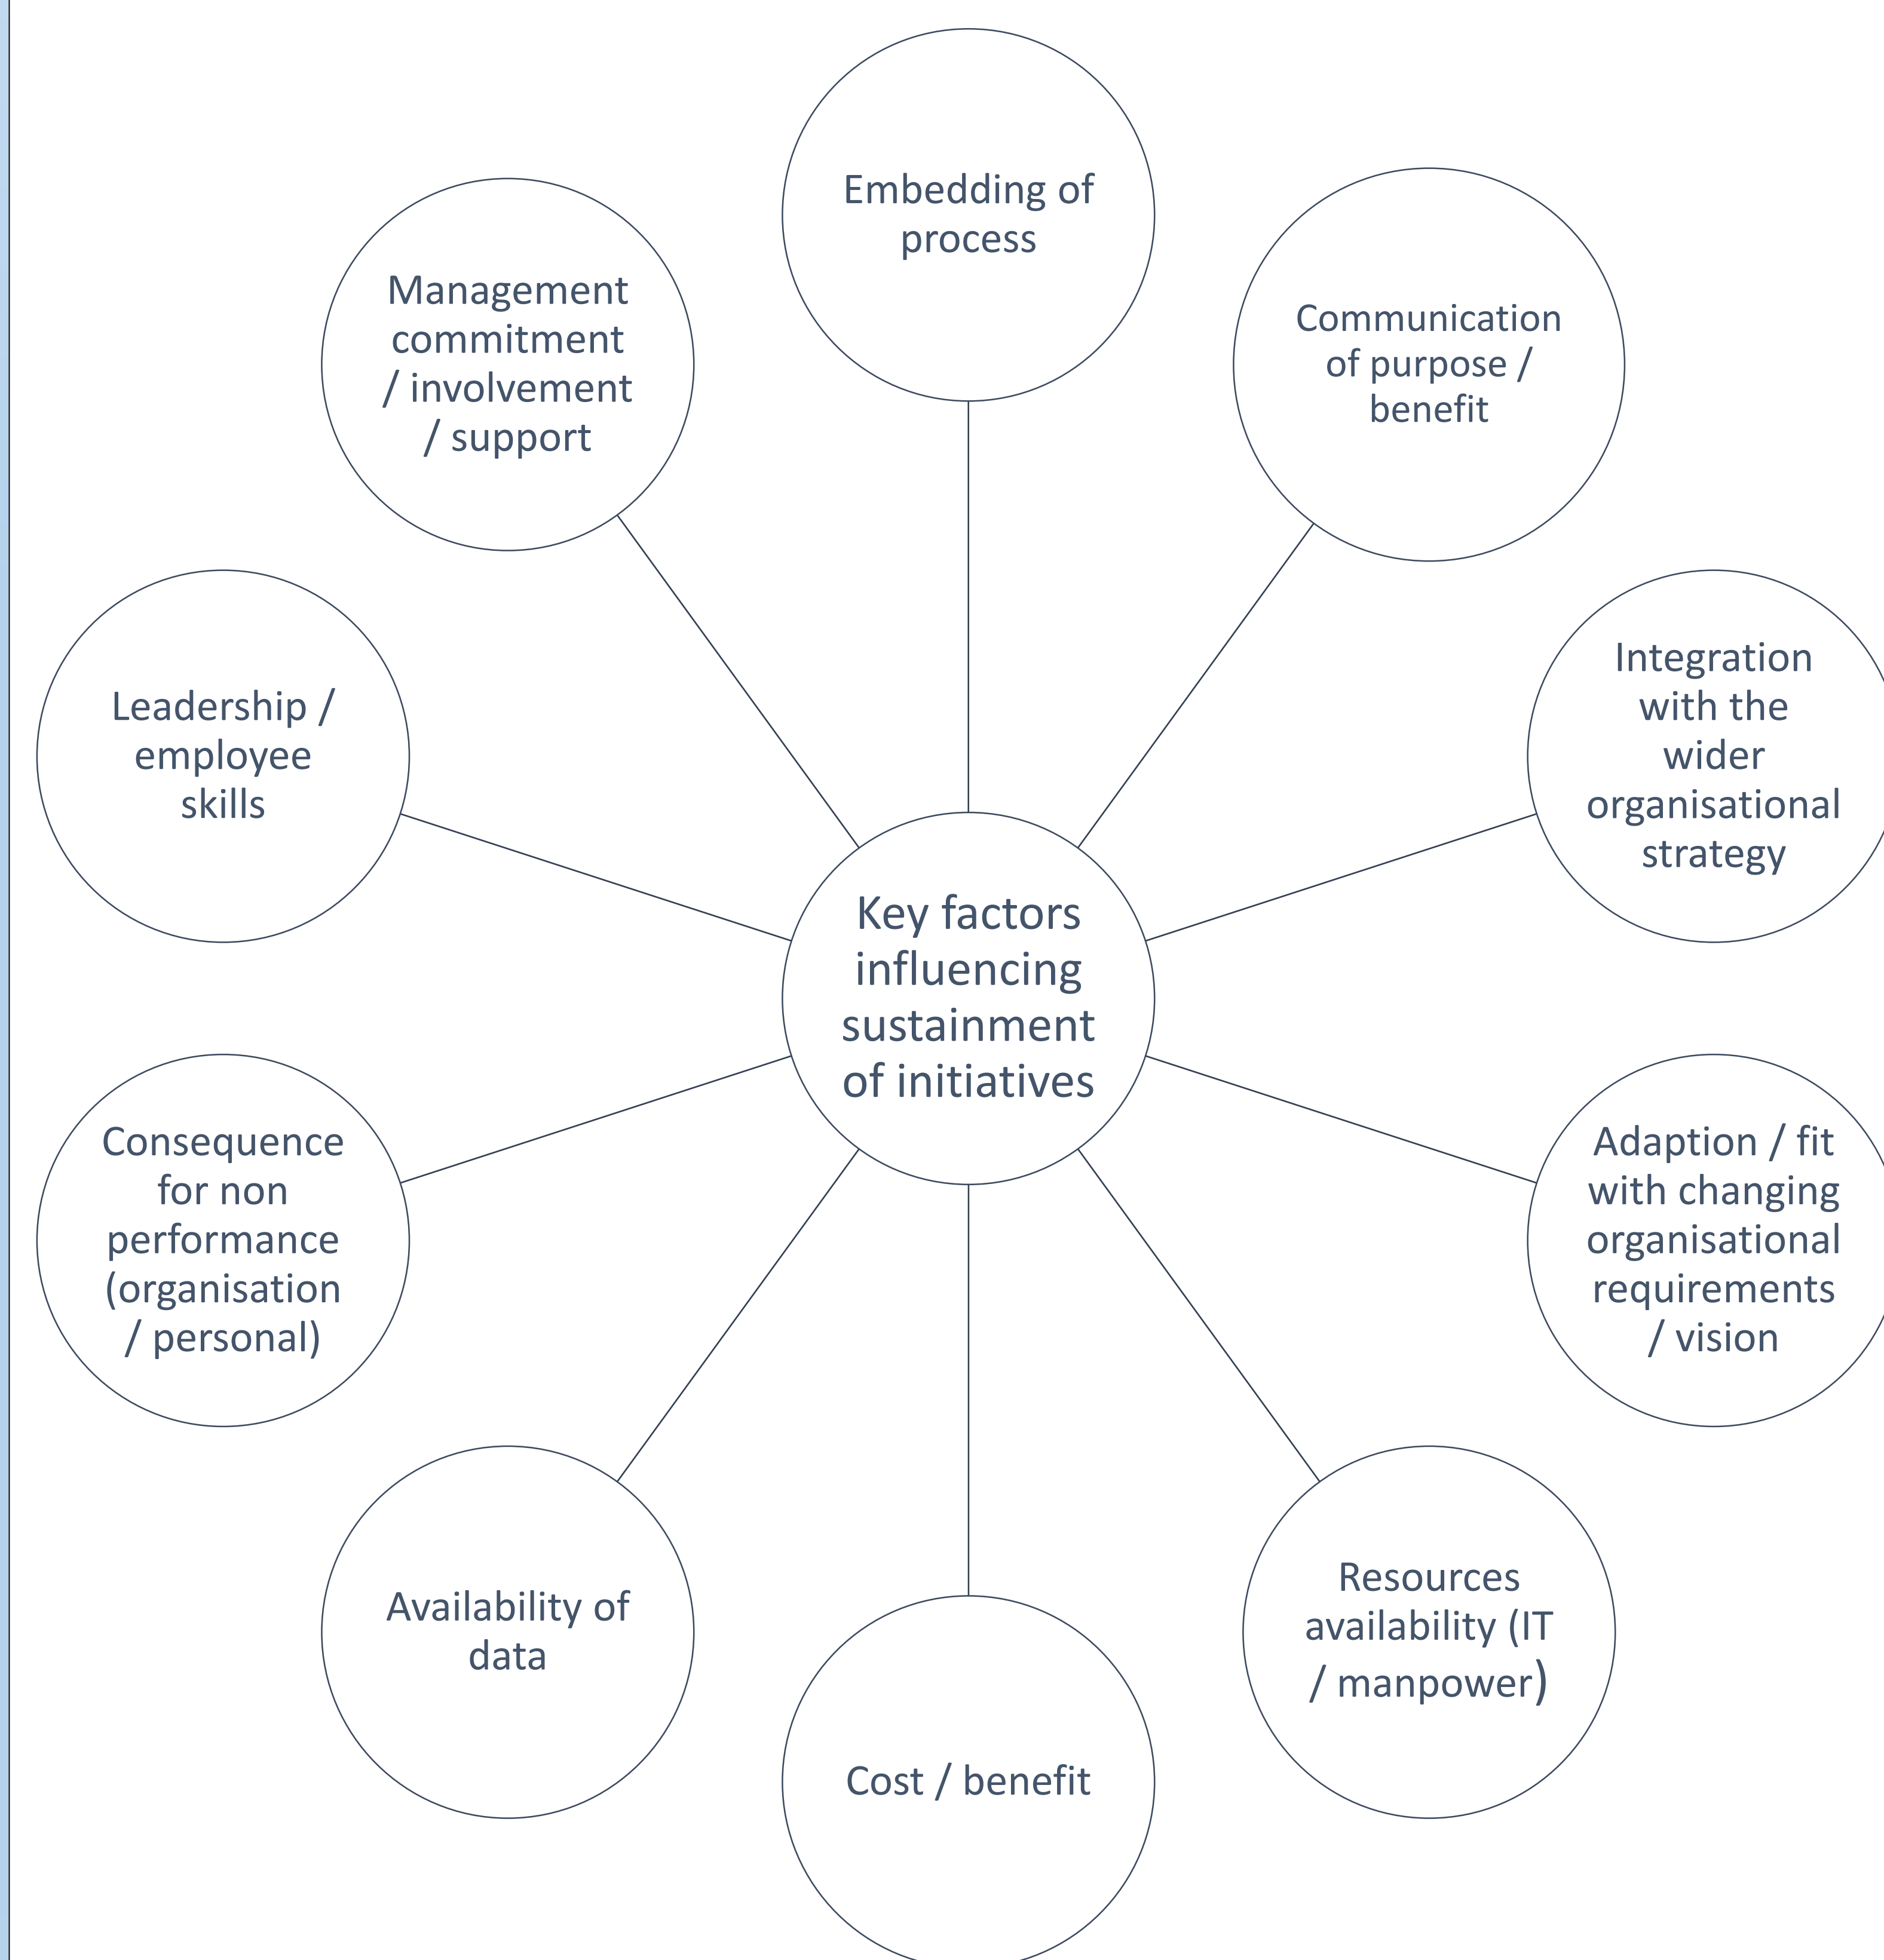 Embedding of
process
Management
commitment
/ involvement
/ support
Communication
of purpose /
benefit
Integration
with the
wider
organisational
strategy
Leadership /
employee
skills
Key factors
influencing
sustainment
of initiatives
Consequence
for non
performance
(organisation
/ personal)
Adaption / fit
with changing
organisational
requirements
/ vision
Availability of
data
Resources
availability (IT
/ manpower)
Cost / benefit